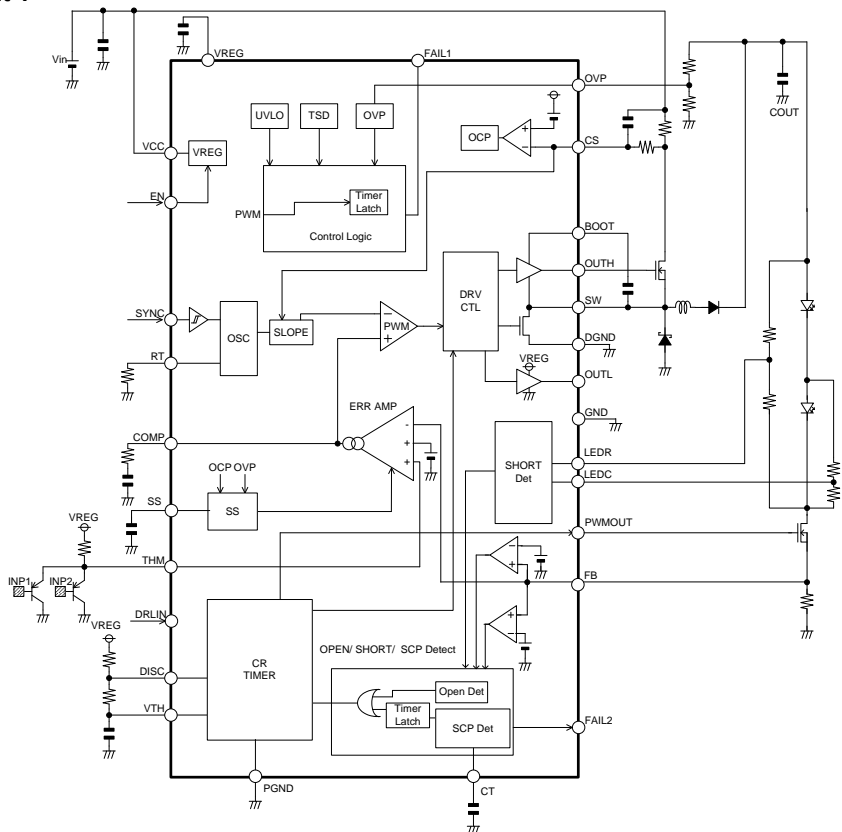 VREG
FAIL1
Vin
OVP
COUT
UVLO
TSD
OVP
OCP
+
−
CS
VCC
VREG
EN
PWM
Timer
Latch
Control Logic
BOOT
OUTH
DRV
CTL
SW
SYNC
OSC
SLOPE
−
PWM
+
DGND
RT
VREG
OUTL
ERR AMP
GND
COMP
-
+
+
SHORT
Det
LEDR
LEDC
OCP OVP
SS
SS
VREG
PWMOUT
THM
−
+
FB
INP1
INP2
DRLIN
VREG
+
−
OPEN/ SHORT/ SCP Detect
CR
TIMER
DISC
Open Det
Timer
Latch
SCP Det
VTH
FAIL2
PGND
CT